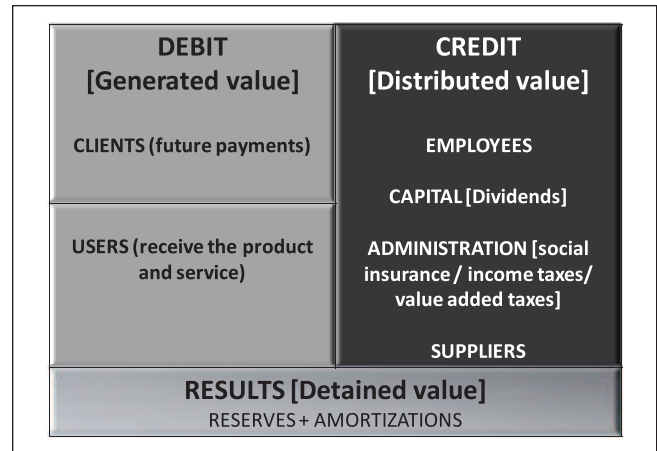 DEBIT
[Generated value]
CLIENTS (future payments)
USERS (receive the product
and service)
CREDIT
[Distributed value]
EMPLOYEES
CAPITAL [Dividends]
ADMINISTRATION [social
insurance / income taxes/
value added taxes]
SUPPLIERS
RESULTS [Detained value]
RESERVES + AMORTIZATIONS